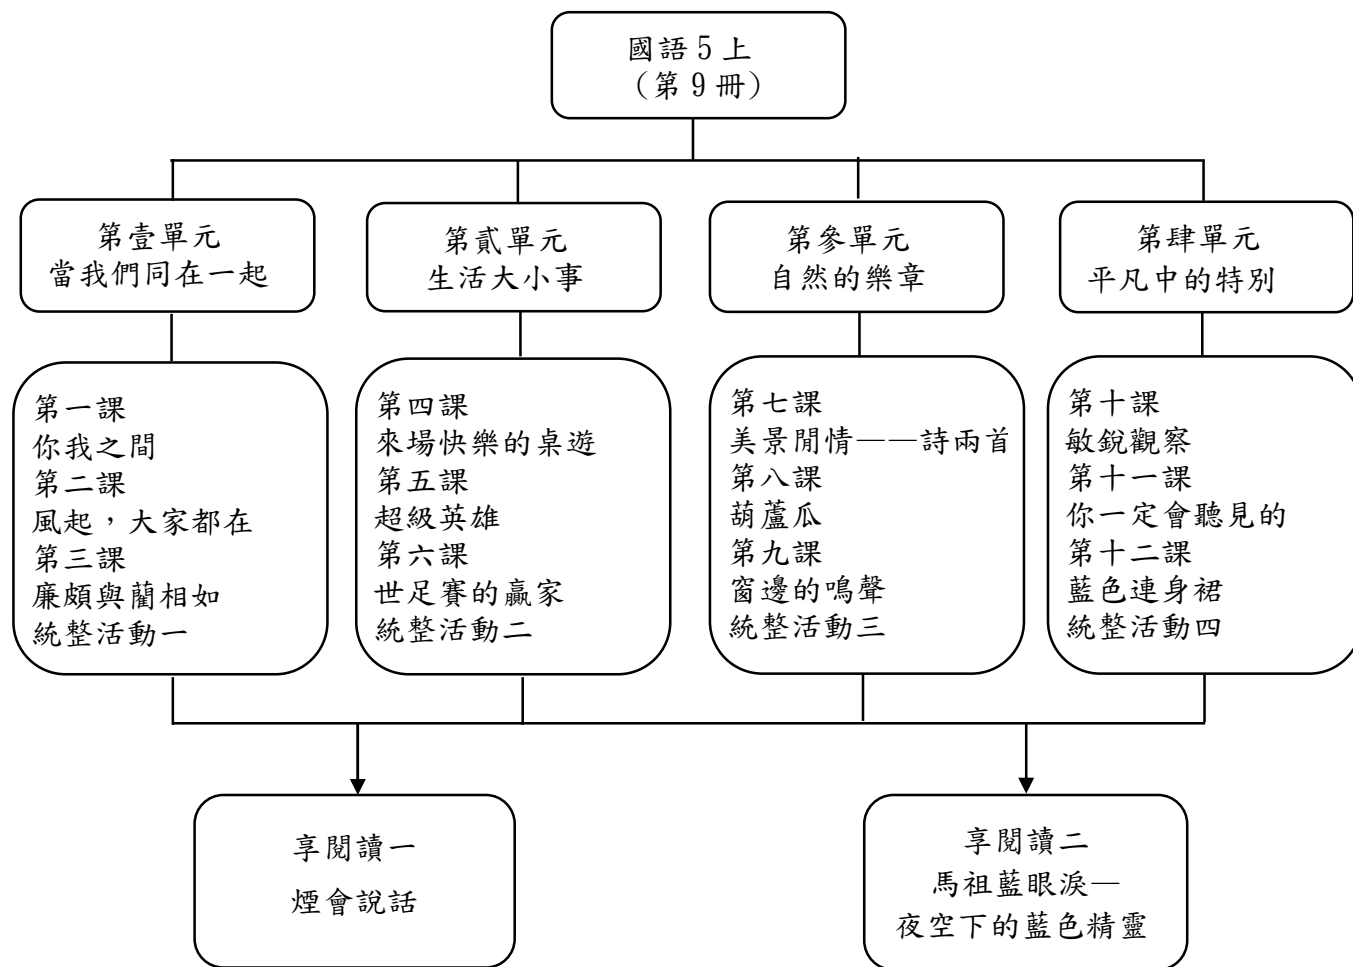 國語5上
（第9冊）
第壹單元
當我們同在一起
第貳單元
生活大小事
第參單元
自然的樂章
第肆單元
平凡中的特別
第一課
你我之間
第二課
風起，大家都在
第三課
廉頗與藺相如
統整活動一
第四課
來場快樂的桌遊
第五課
超級英雄
第六課
世足賽的贏家
統整活動二
第七課
美景閒情——詩兩首
第八課
葫蘆瓜
第九課
窗邊的鳴聲
統整活動三
第十課
敏銳觀察
第十一課
你一定會聽見的
第十二課
藍色連身裙
統整活動四
享閱讀一
煙會說話
享閱讀二
馬祖藍眼淚—
夜空下的藍色精靈